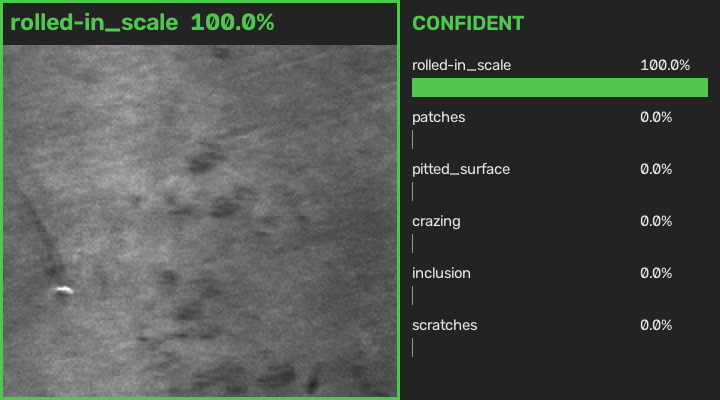 rolled-in_scale 100.0%
CONFIDENT
rolled-in_scale 100.0%
patches 0.0%
pitted_surface 0.0%
crazing 0.0%
inclusion 0.0%
scratches 0.0%